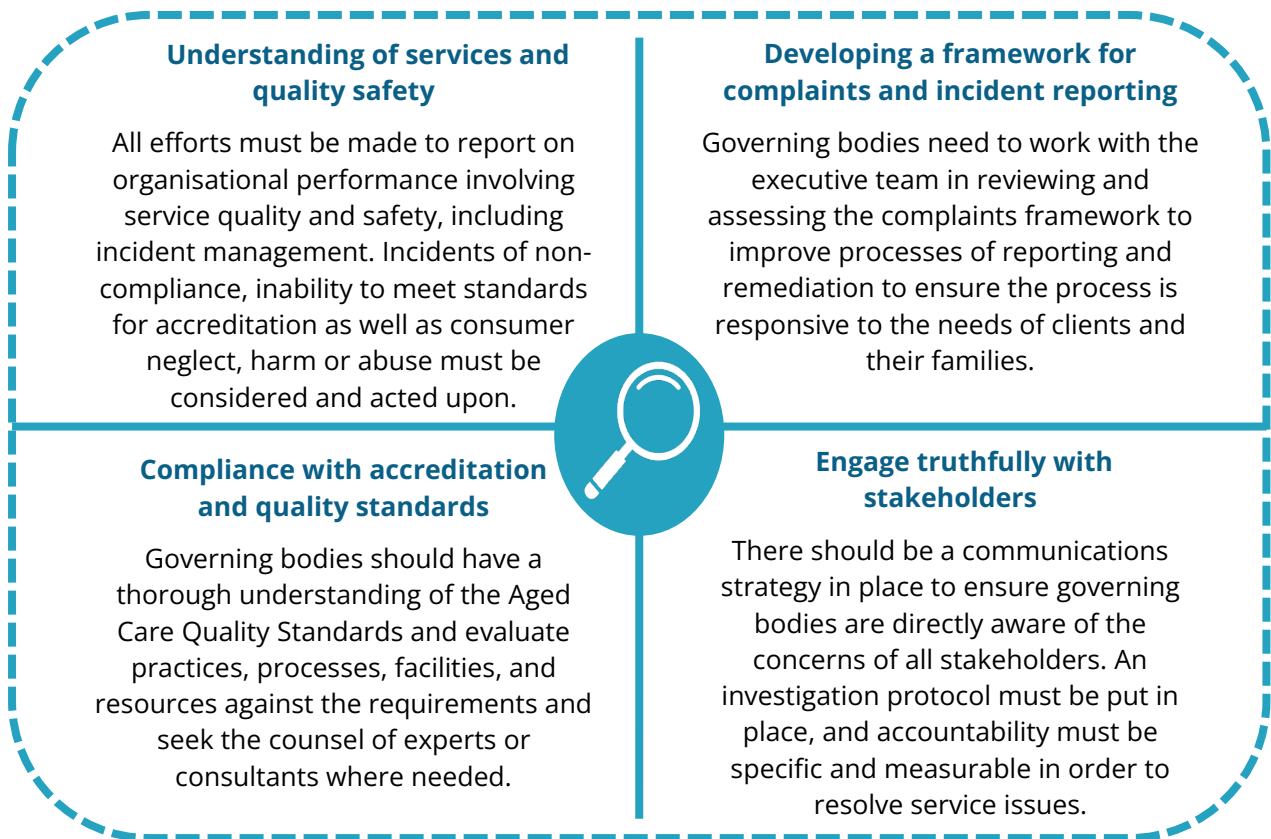 Understanding of services and
quality safety
All efforts must be made to report on
organisational performance involving
service quality and safety, including
incident management. Incidents of non-
compliance, inability to meet standards
for accreditation as well as consumer
neglect, harm or abuse must be
considered and acted upon.
Developing a framework for
complaints and incident reporting
Governing bodies need to work with the
executive team in reviewing and
assessing the complaints framework to
improve processes of reporting and
remediation to ensure the process is
responsive to the needs of clients and
their families.
Compliance with accreditation
and quality standards
Governing bodies should have a
thorough understanding of the Aged
Care Quality Standards and evaluate
practices, processes, facilities, and
resources against the requirements and
seek the counsel of experts or
consultants where needed.
Engage truthfully with
stakeholders
There should be a communications
strategy in place to ensure governing
bodies are directly aware of the
concerns of all stakeholders. An
investigation protocol must be put in
place, and accountability must be
specific and measurable in order to
resolve service issues.